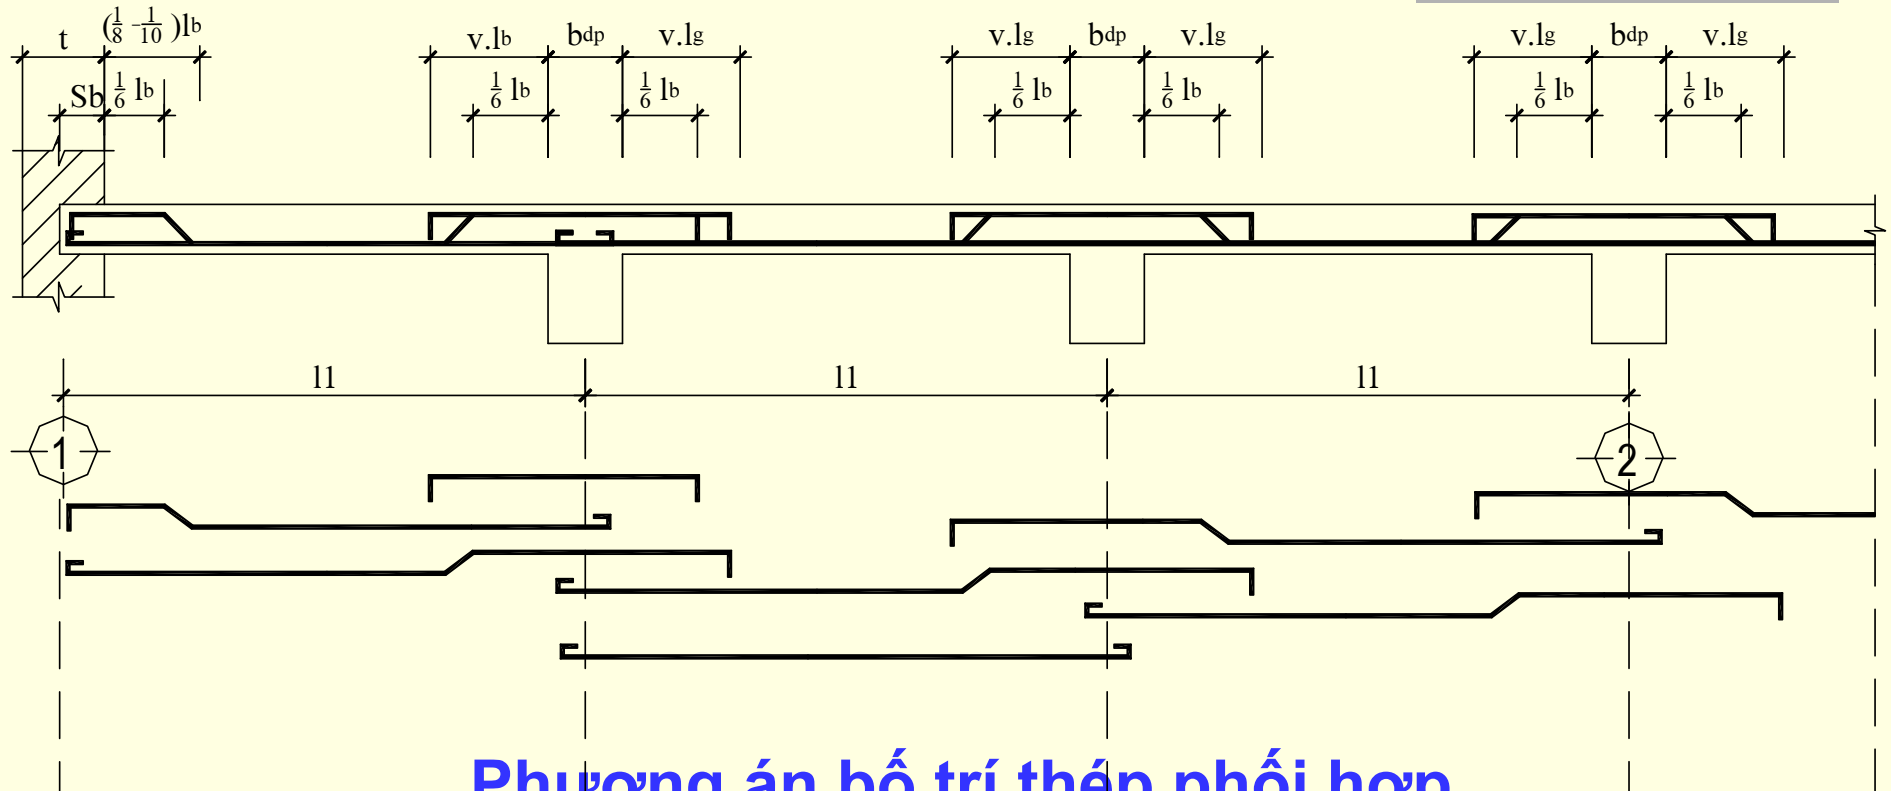 t (1/8 - 1/10)lb v.lb bdp v.lg v.lg bdp v.lg v.lg bdp v.lg
Sb 1/6 lb 1/6 lb 1/6 lb 1/6 lb 1/6 lb 1/6 lb 1/6 lb
l1 l1 l1
1 2
Phương án bố trí thép phối hợp